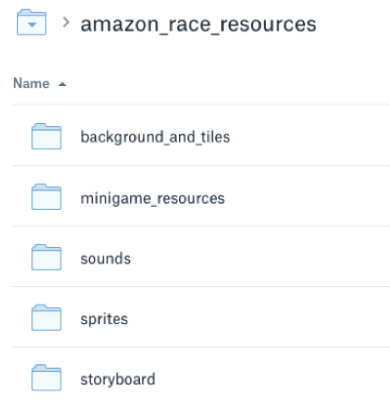 > amazon_race_resources
Name
background_and_tiles
minigame_resources
sounds
sprites
storyboard